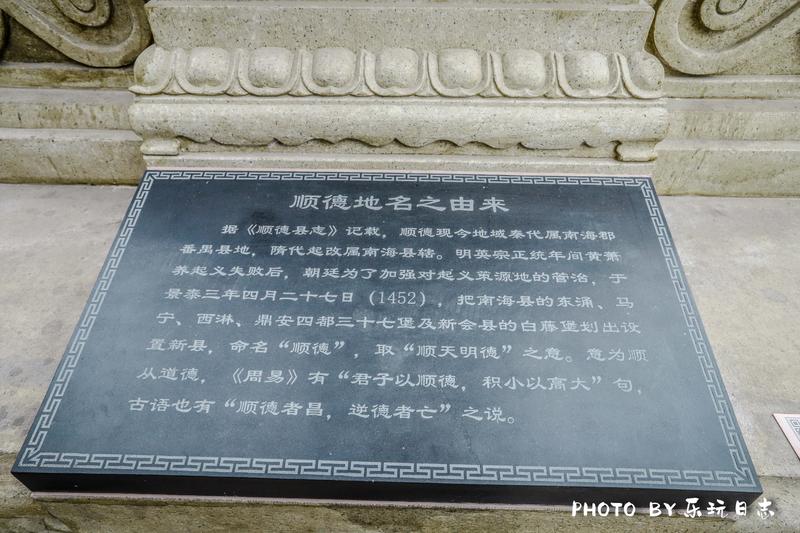 顺德地名之由来
据《顺德县志》记载，顺德现今地域秦代属南海郡
番禺县地，隋代起改属南海县辖。明英宗正统年间黄萧
养起义失败后，朝廷为了加强对起义策源地的管治，于
景泰三年四月二十七日（1452），把南海县的东涌、马
宁、西淋、鼎安四都三十七堡及新会县的白藤堡划出设
置新县，命名“顺德”，取“顺天明德”之意。意为顺
从道德，《周易》有“君子以顺德，积小以高大”句，
古语也有“顺德者昌，逆德者亡”之说。
PHOTO BY 乐玩日志